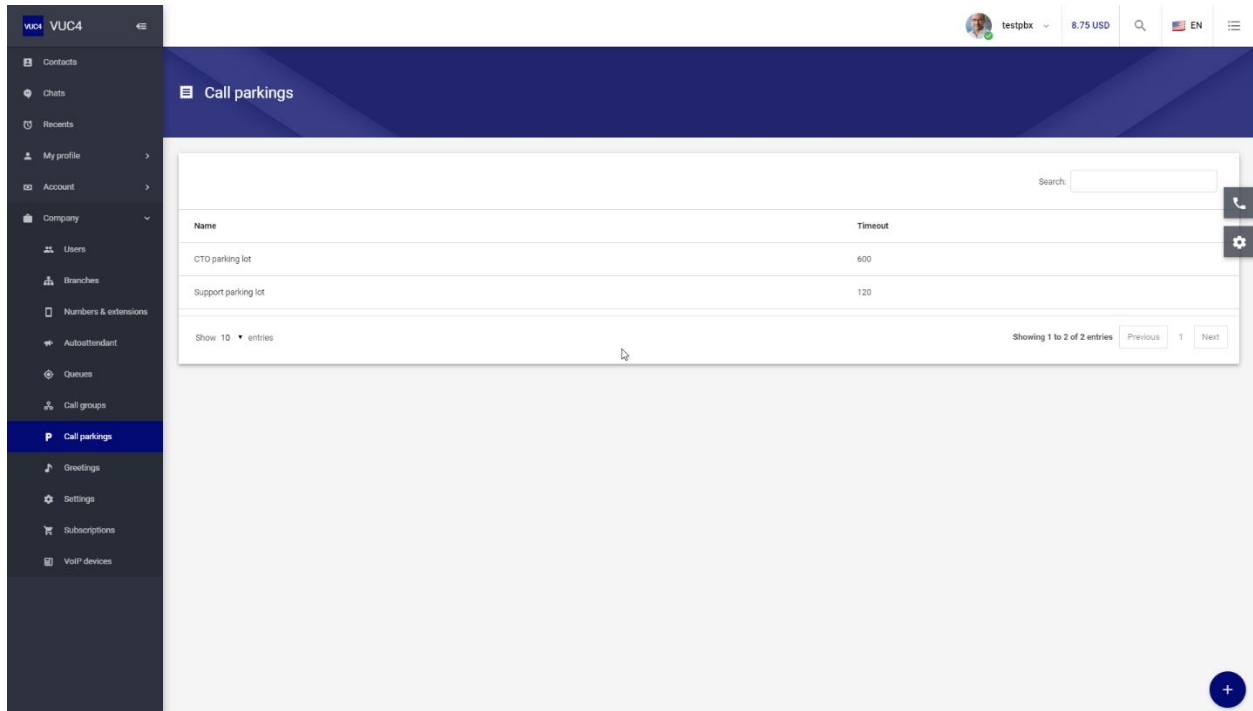 VUC4 VUC4
testpbx 8.75 USD EN
Contacts
Chats
Recents
My profile
Account
Company
Users
Branches
Numbers & extensions
Autoattendant
Queues
Call groups
P Call parkings
Greetings
Settings
Subscriptions
VoIP devices
Call parkings
Search:
Name Timeout
CTO parking lot 600
Support parking lot 120
Show 10 entries
Showing 1 to 2 of 2 entries Previous 1 Next